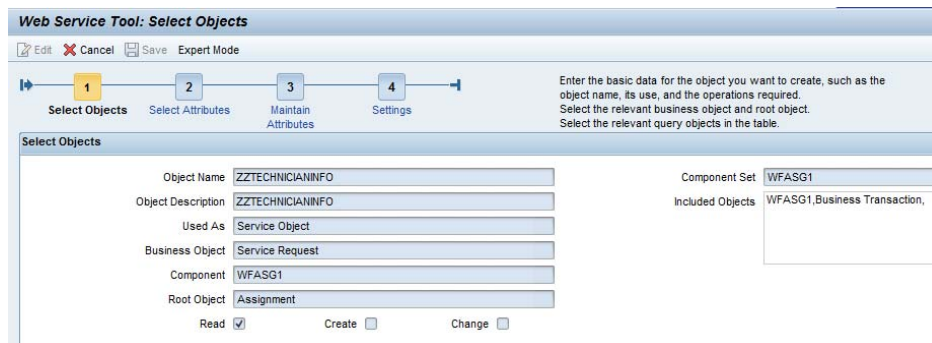 Web Service Tool: Select Objects
Edit Cancel Save Expert Mode
1 2 3 4
Select Objects Select Attributes Maintain Attributes Settings
Enter the basic data for the object you want to create, such as the
object name, its use, and the operations required.
Select the relevant business object and root object.
Select the relevant query objects in the table.
Select Objects
Object Name ZZTECHNICIANINFO
Component Set WFASG1
Object Description ZZTECHNICIANINFO
Included Objects WFASG1,Business Transaction,
Used As Service Object
Business Object Service Request
Component WFASG1
Root Object Assignment
Read Create Change